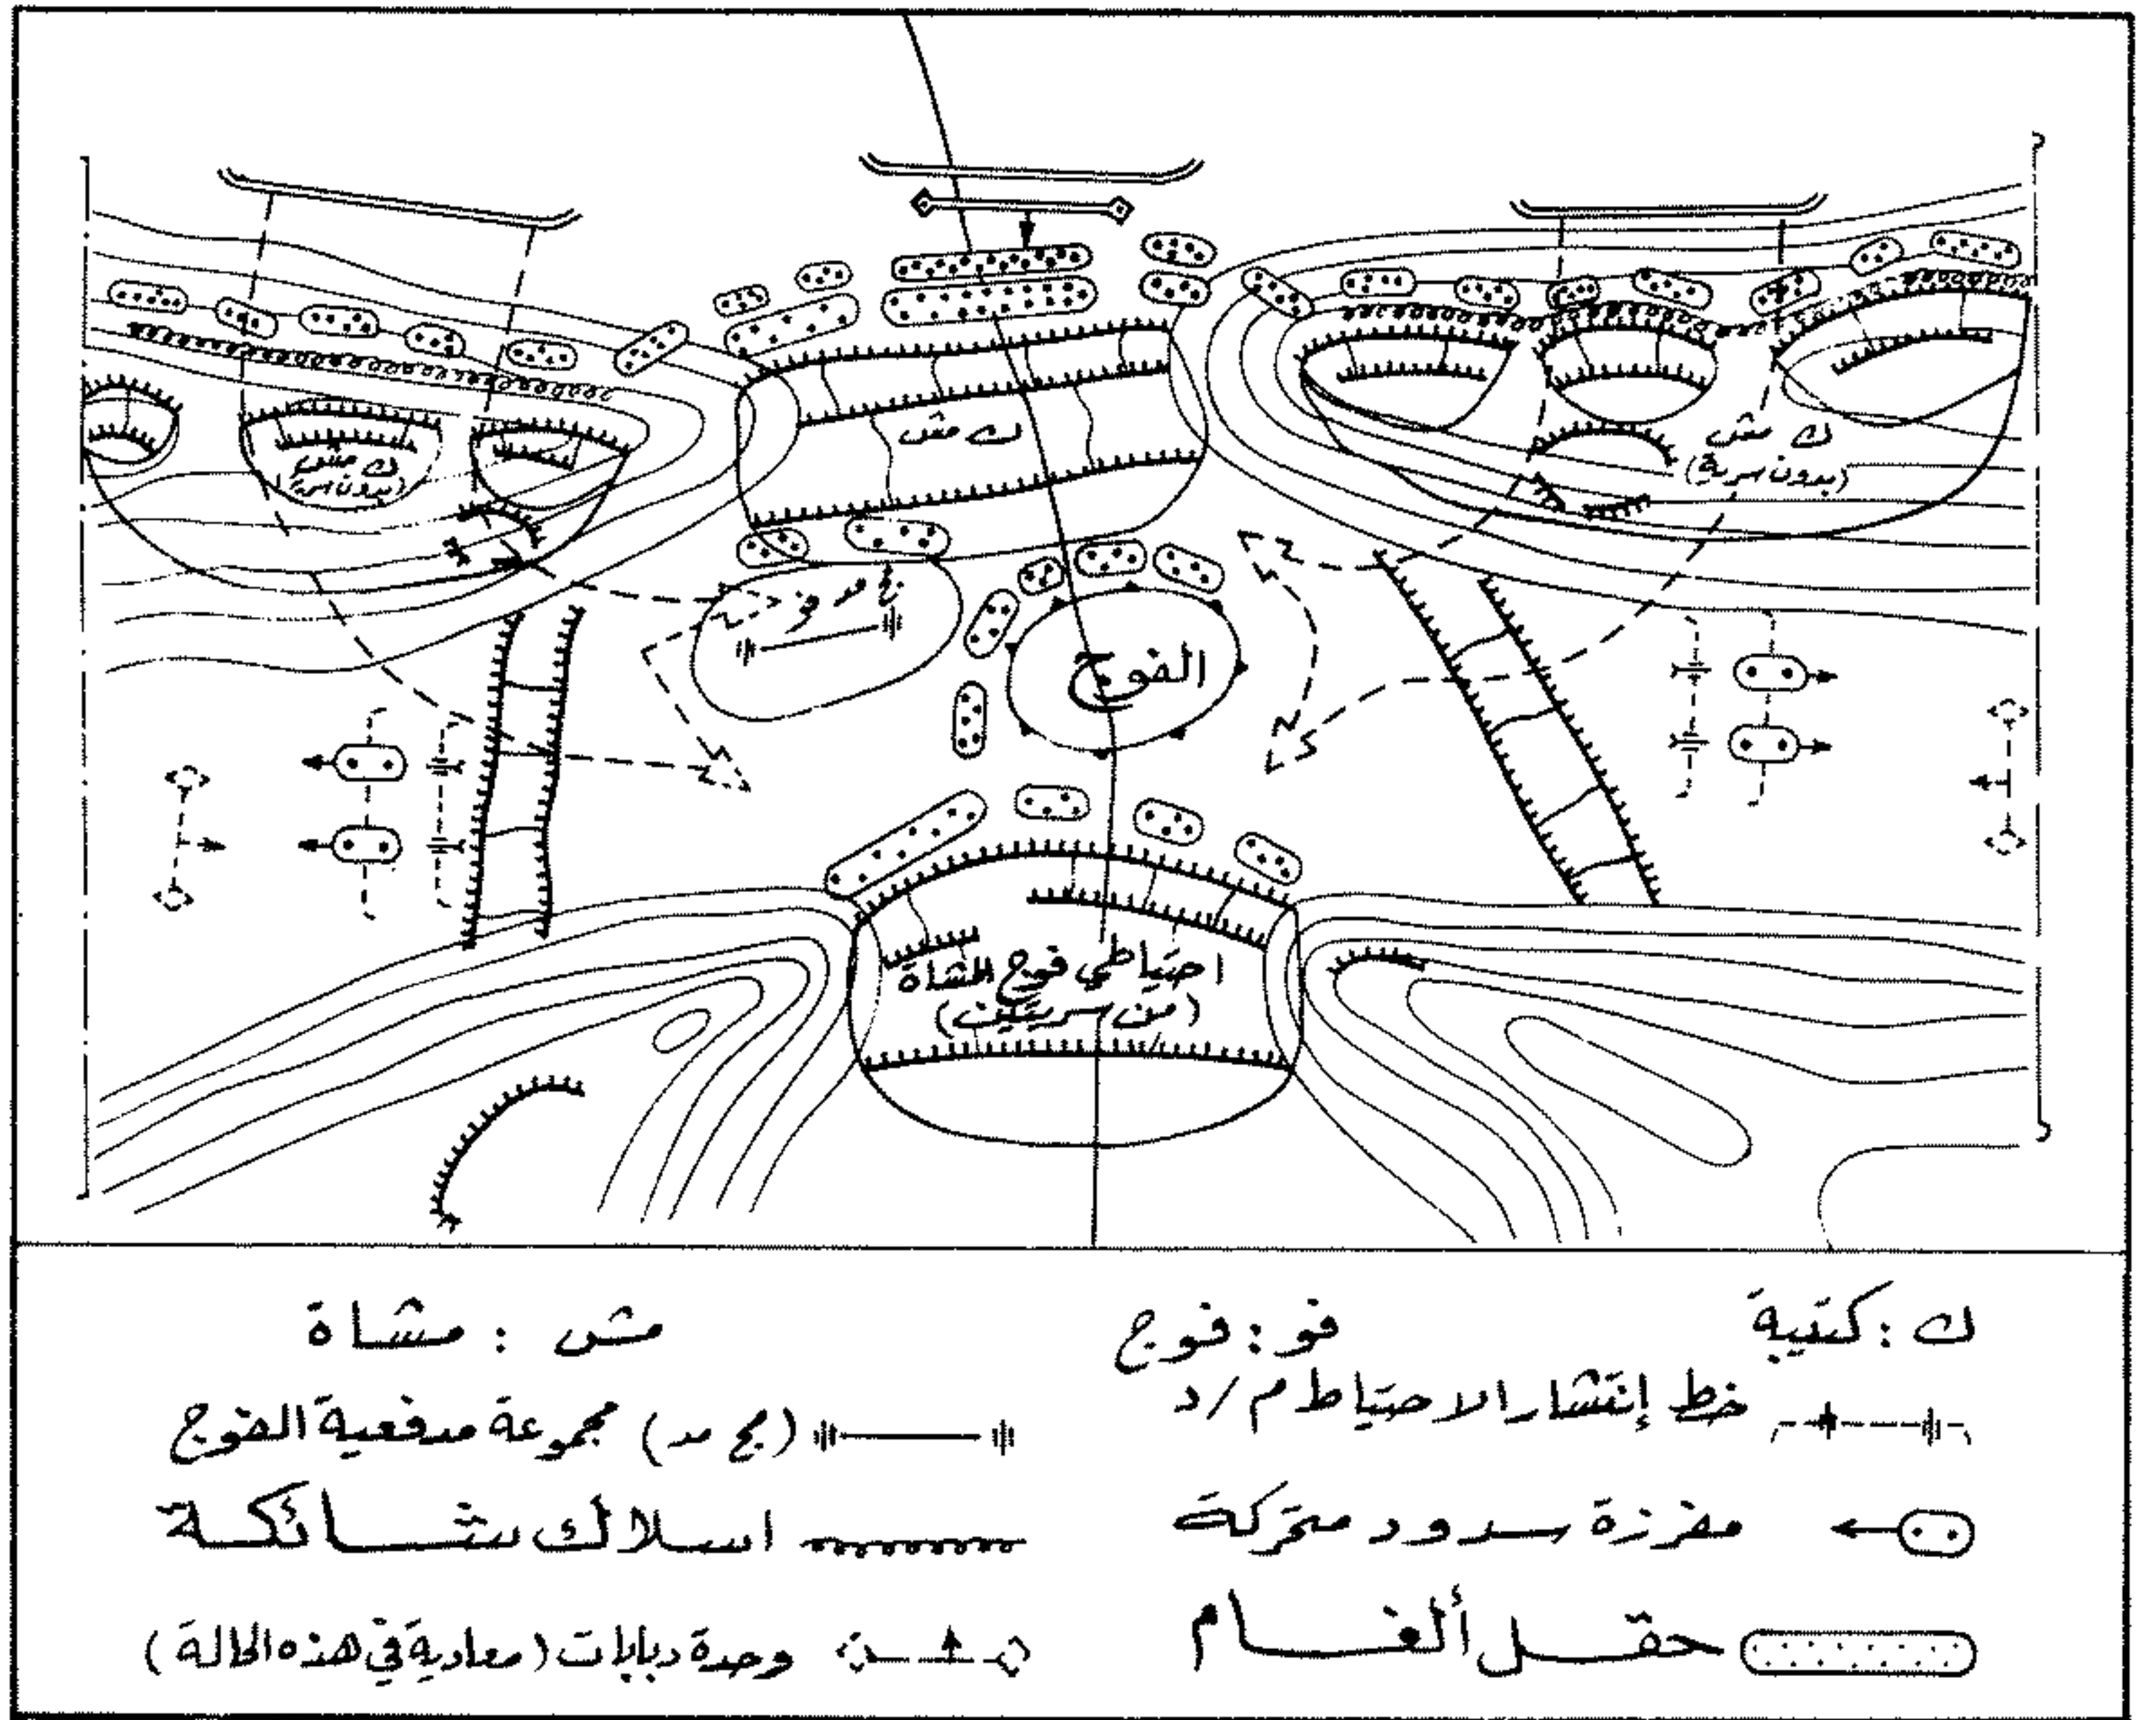 ك مش
ك مش
(بدون سرية)
ك مش
(بدون سرية)
مج مد فو
الفوج
احتياطي فوج المشاة
(من سريتين)
ك : كتيبة
فو : فوج
مش : مشاة
خط إنتشار الاحتياط م/د
(مج مد) مجموعة مدفعية الفوج
مفرزة سدود متحركة
اسلاك شائكة
حقل ألغام
وحدة دبابات (معادية في هذه الحالة)